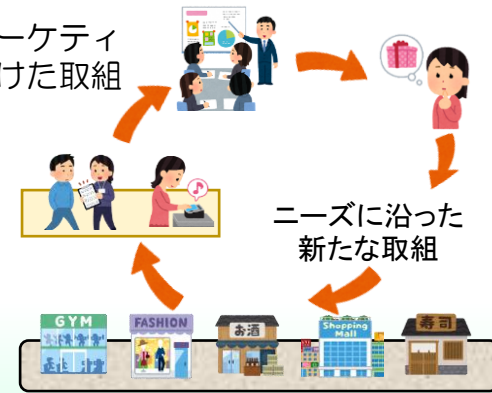 ーケティ
けた取組
ニーズに沿った
新たな取組
GYM
FASHION
お酒
Shopping
Mall
寿司